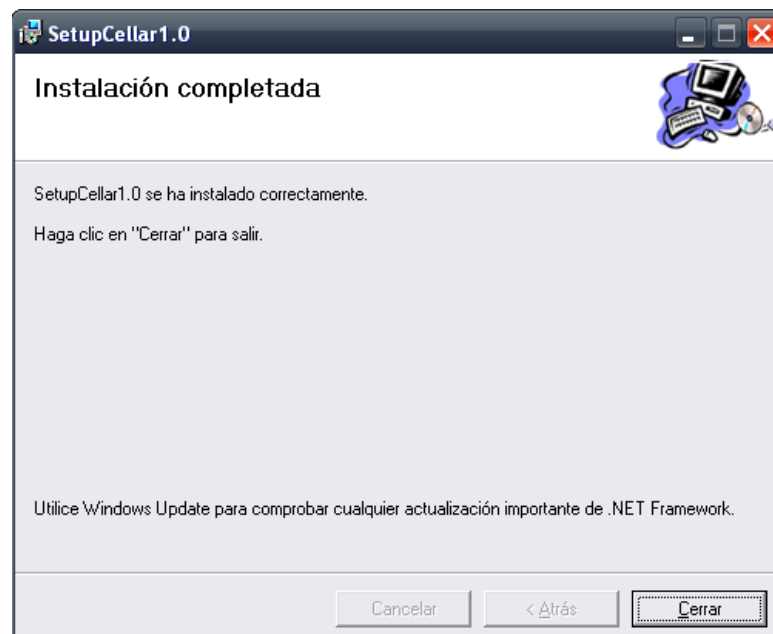 SetupCellar1.0
Instalación completada
SetupCellar1.0 se ha instalado correctamente.
Haga clic en "Cerrar" para salir.
Utilice Windows Update para comprobar cualquier actualización importante de .NET Framework.
Cancelar < Atrás Cerrar